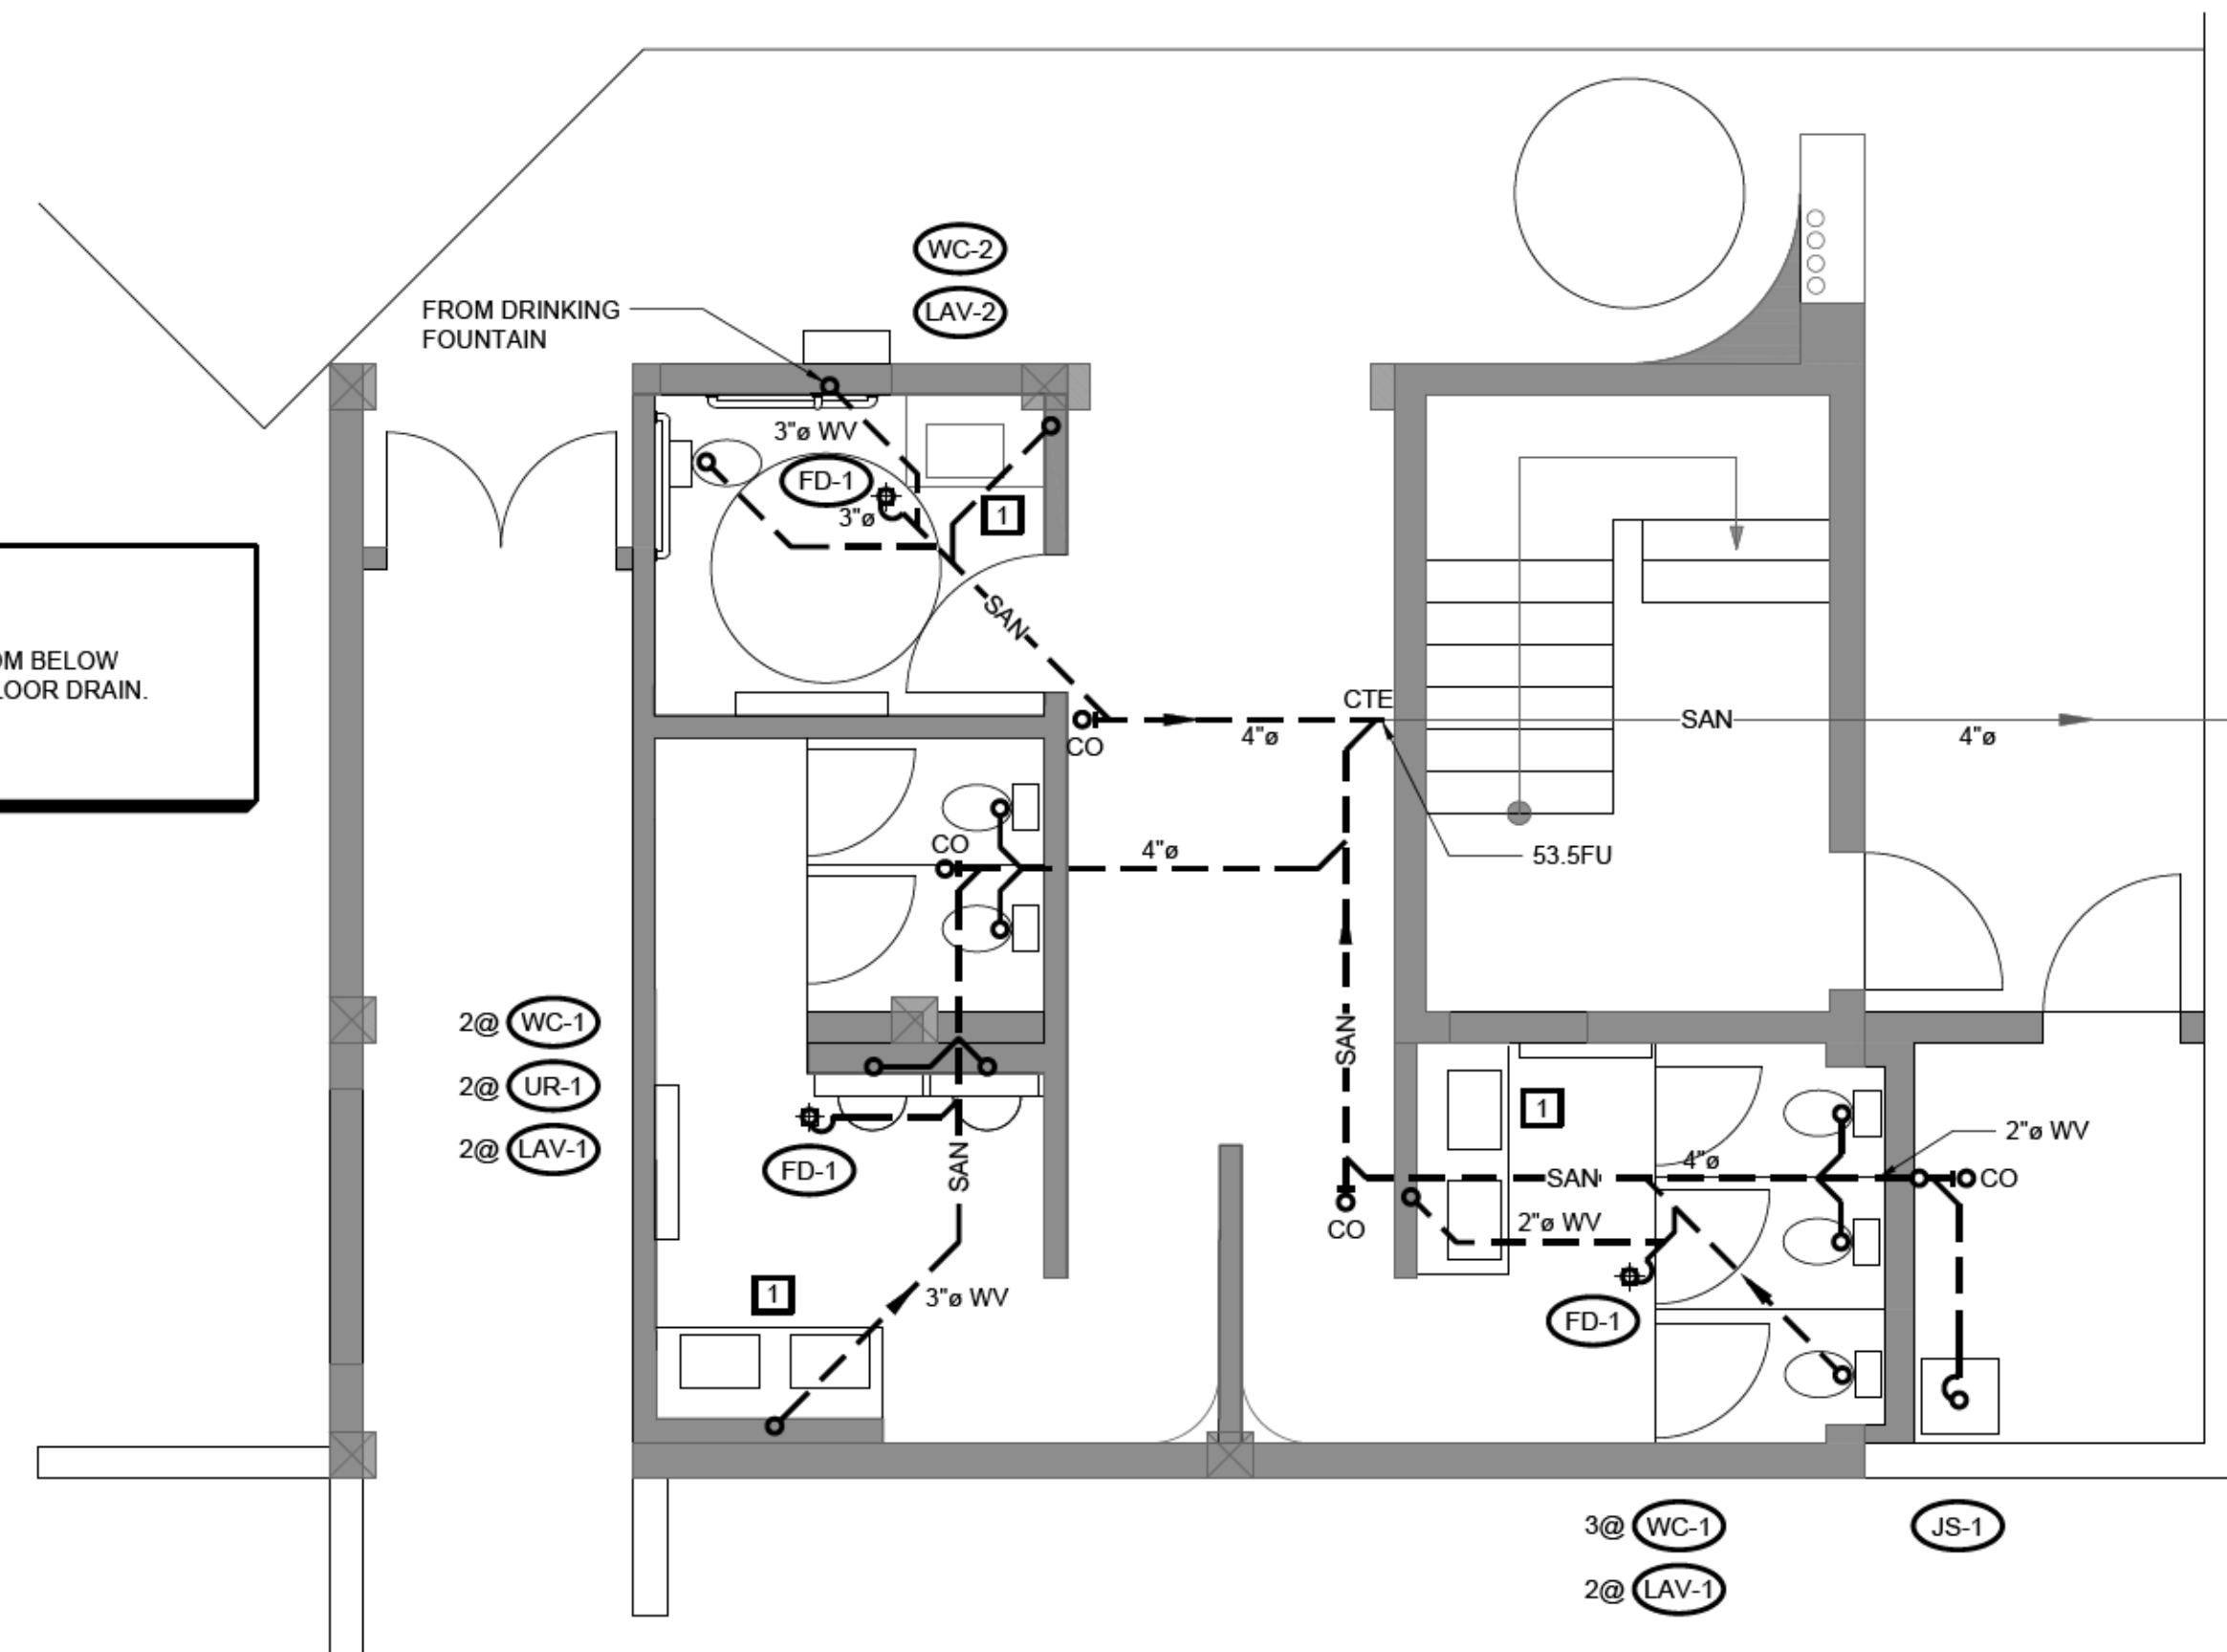 WC-2
LAV-2
FROM DRINKING
FOUNTAIN
3"ø WV
FD-1
3"ø
1
SAN
OM BELOW
LOOR DRAIN.
CTE
SAN
4"ø
4"ø
CO
CO
4"ø
53.5FU
2@ WC-1
2@ UR-1
2@ LAV-1
SAN
1
2"ø WV
FD-1
SAN
4"ø
SAN
CO
CO
2"ø WV
1
3"ø WV
FD-1
3@ WC-1
JS-1
2@ LAV-1